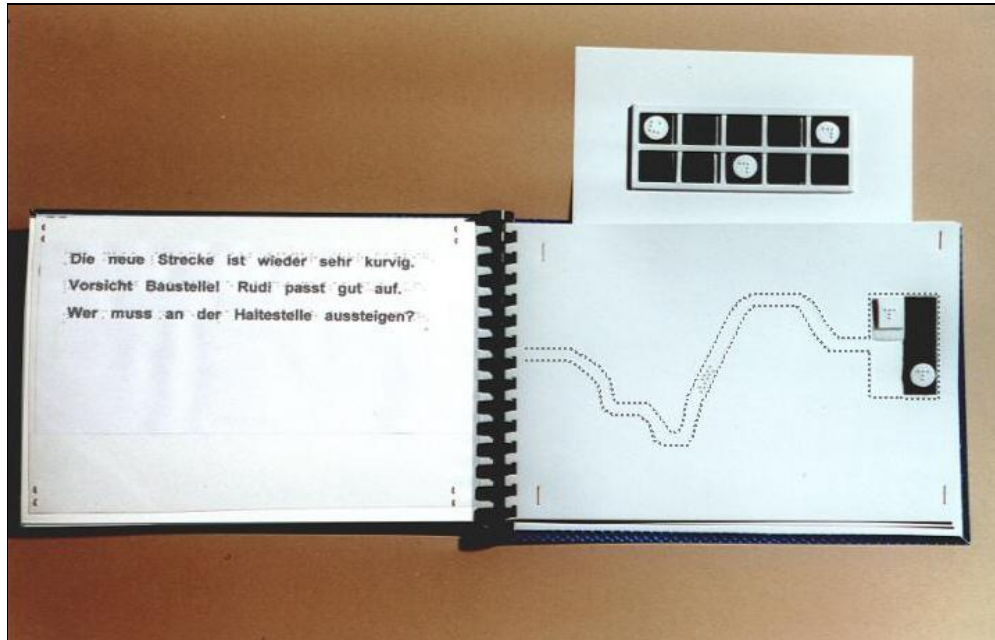 Die neue Strecke ist wieder sehr kurvig.
Vorsicht Baustelle! Rudi passt gut auf.
Wer muss an der Haltestelle aussteigen?